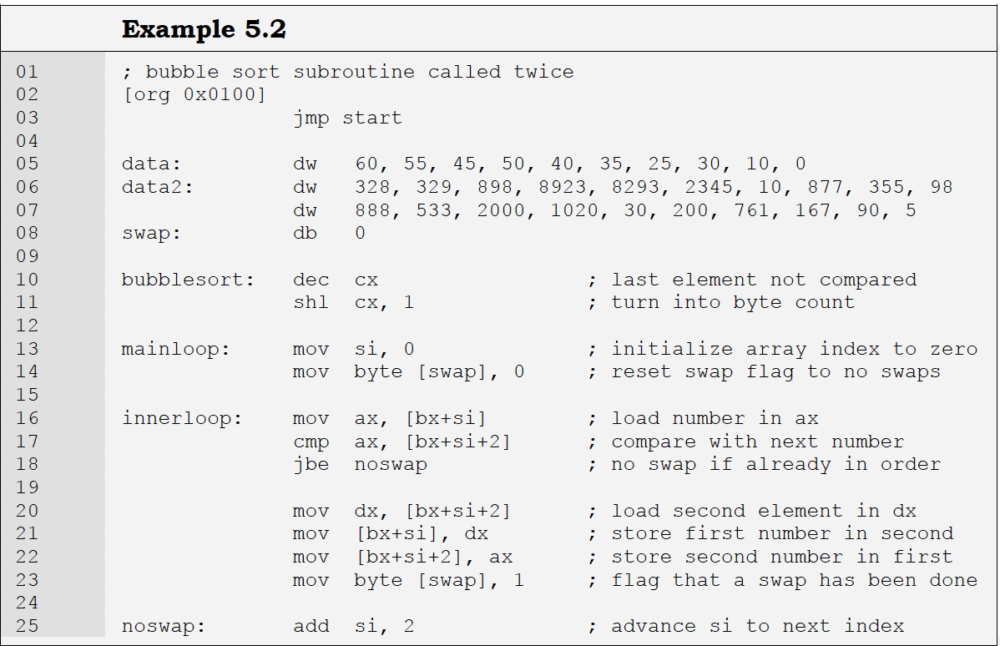 Example 5.2
01 ; bubble sort subroutine called twice
02 [org 0x0100]
03 jmp start
04
05 data: dw 60, 55, 45, 50, 40, 35, 25, 30, 10, 0
06 data2: dw 328, 329, 898, 8923, 8293, 2345, 10, 877, 355, 98
07 dw 888, 533, 2000, 1020, 30, 200, 761, 167, 90, 5
08 swap: db 0
09
10 bubblesort: dec cx ; last element not compared
11 shl cx, 1 ; turn into byte count
12
13 mainloop: mov si, 0 ; initialize array index to zero
14 mov byte [swap], 0 ; reset swap flag to no swaps
15
16 innerloop: mov ax, [bx+si] ; load number in ax
17 cmp ax, [bx+si+2] ; compare with next number
18 jbe noswap ; no swap if already in order
19
20 mov dx, [bx+si+2] ; load second element in dx
21 mov [bx+si], dx ; store first number in second
22 mov [bx+si+2], ax ; store second number in first
23 mov byte [swap], 1 ; flag that a swap has been done
24
25 noswap: add si, 2 ; advance si to next index